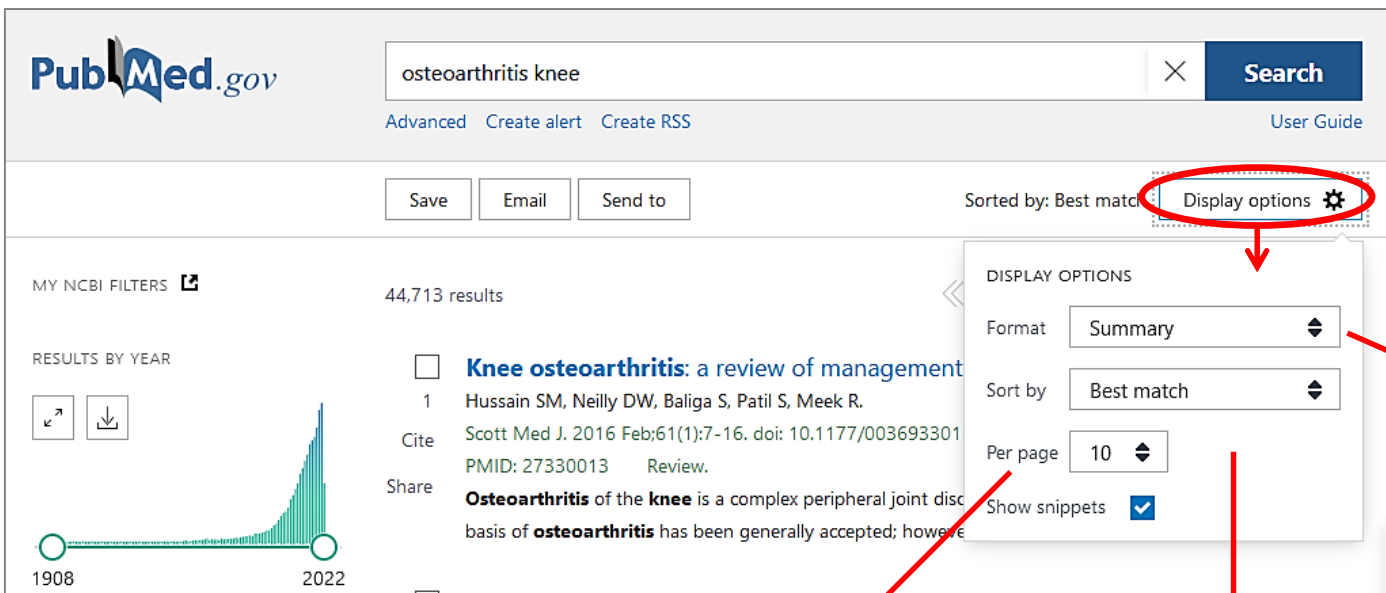 PubMed.gov
osteoarthritis knee
Search
Advanced Create alert Create RSS
User Guide
Save Email Send to
Sorted by: Best matc
Display options
MY NCBI FILTERS
44,713 results
DISPLAY OPTIONS
Format Summary
Sort by Best match
Per page 10
Show snippets
RESULTS BY YEAR
1908 2022
Knee osteoarthritis: a review of management
1 Hussain SM, Neilly DW, Baliga S, Patil S, Meek R.
Cite Scott Med J. 2016 Feb;61(1):7-16. doi: 10.1177/003693301
PMID: 27330013 Review.
Share Osteoarthritis of the knee is a complex peripheral joint diso
basis of osteoarthritis has been generally accepted; howeve